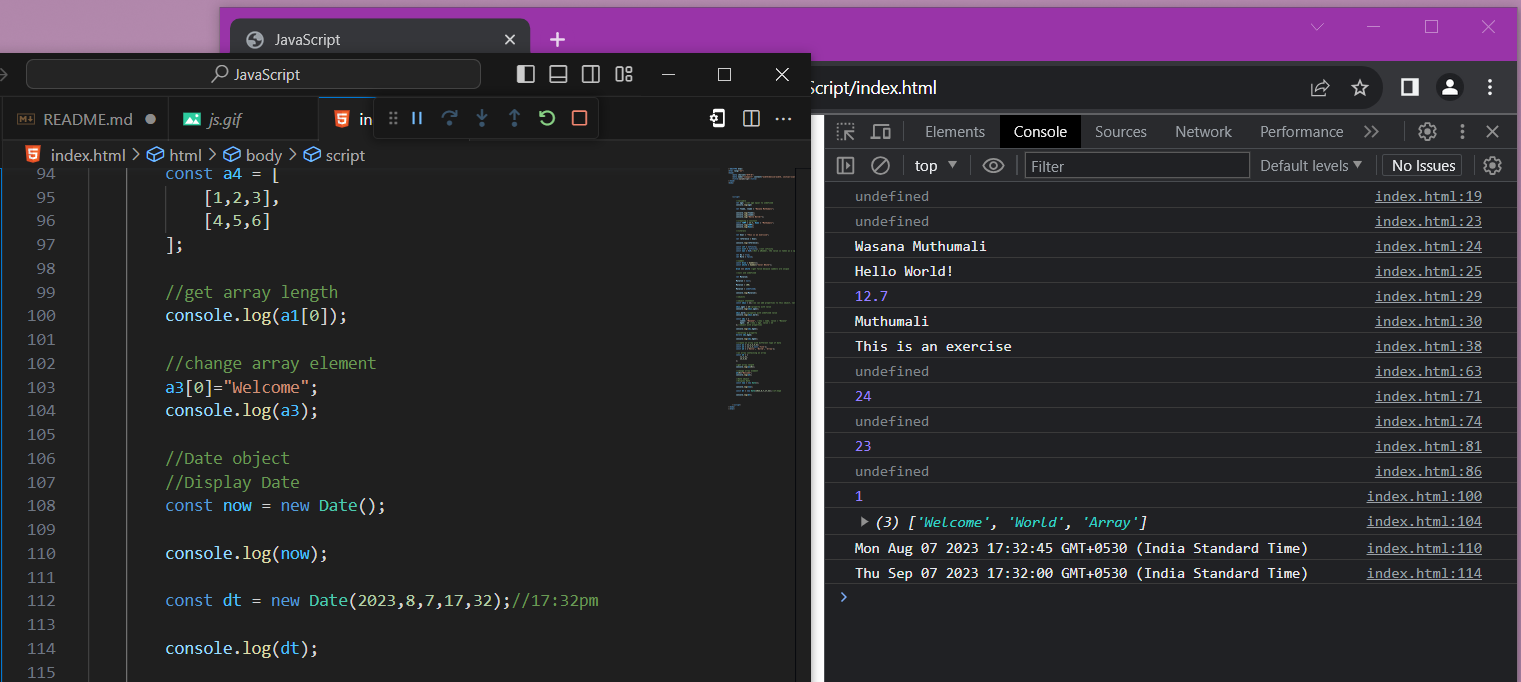 JavaScript
JavaScript
Script/index.html
README.md
js.gif
in
index.html > html > body > script
94 const a4 = [
95 [1,2,3],
96 [4,5,6]
97 ];
98
99 //get array length
100 console.log(a1[0]);
101
102 //change array element
103 a3[0]="Welcome";
104 console.log(a3);
105
106 //Date object
107 //Display Date
108 const now = new Date();
109
110 console.log(now);
111
112 const dt = new Date(2023,8,7,17,32);//17:32pm
113
114 console.log(dt);
115
Elements Console Sources Network Performance
top Filter Default levels No Issues
undefined index.html:19
undefined index.html:23
Wasana Muthumali index.html:24
Hello World! index.html:25
12.7 index.html:29
Muthumali index.html:30
This is an exercise index.html:38
undefined index.html:63
24 index.html:71
undefined index.html:74
23 index.html:81
undefined index.html:86
1 index.html:100
(3) ['Welcome', 'World', 'Array'] index.html:104
Mon Aug 07 2023 17:32:45 GMT+0530 (India Standard Time) index.html:110
Thu Sep 07 2023 17:32:00 GMT+0530 (India Standard Time) index.html:114